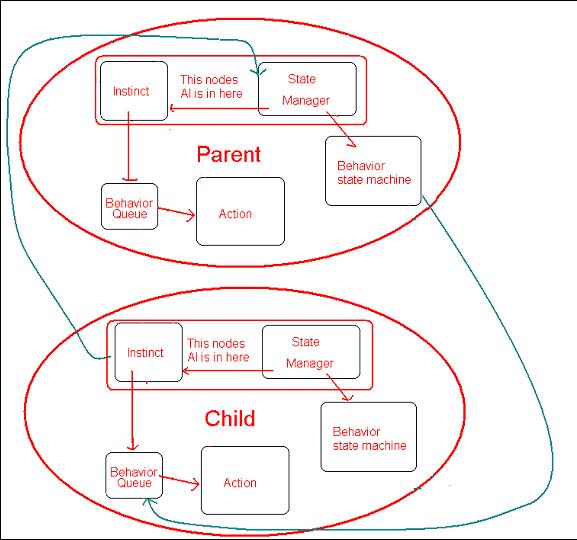 Instinct
This nodes
AI is in here
State
Manager
Parent
Behavior
state machine
Behavior
Queue
Action
Instinct
This nodes
AI is in here
State
Manager
Child
Behavior
state machine
Behavior
Queue
Action